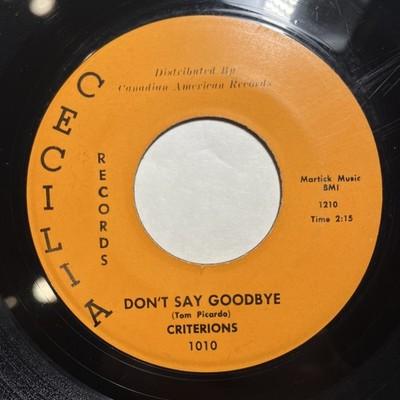 Distributed By
Canadian American Records
CECILIA
RECORDS
Martick Music
BMI
1210
Time 2:15
DON'T SAY GOODBYE
(Tom Picardo)
CRITERIONS
1010